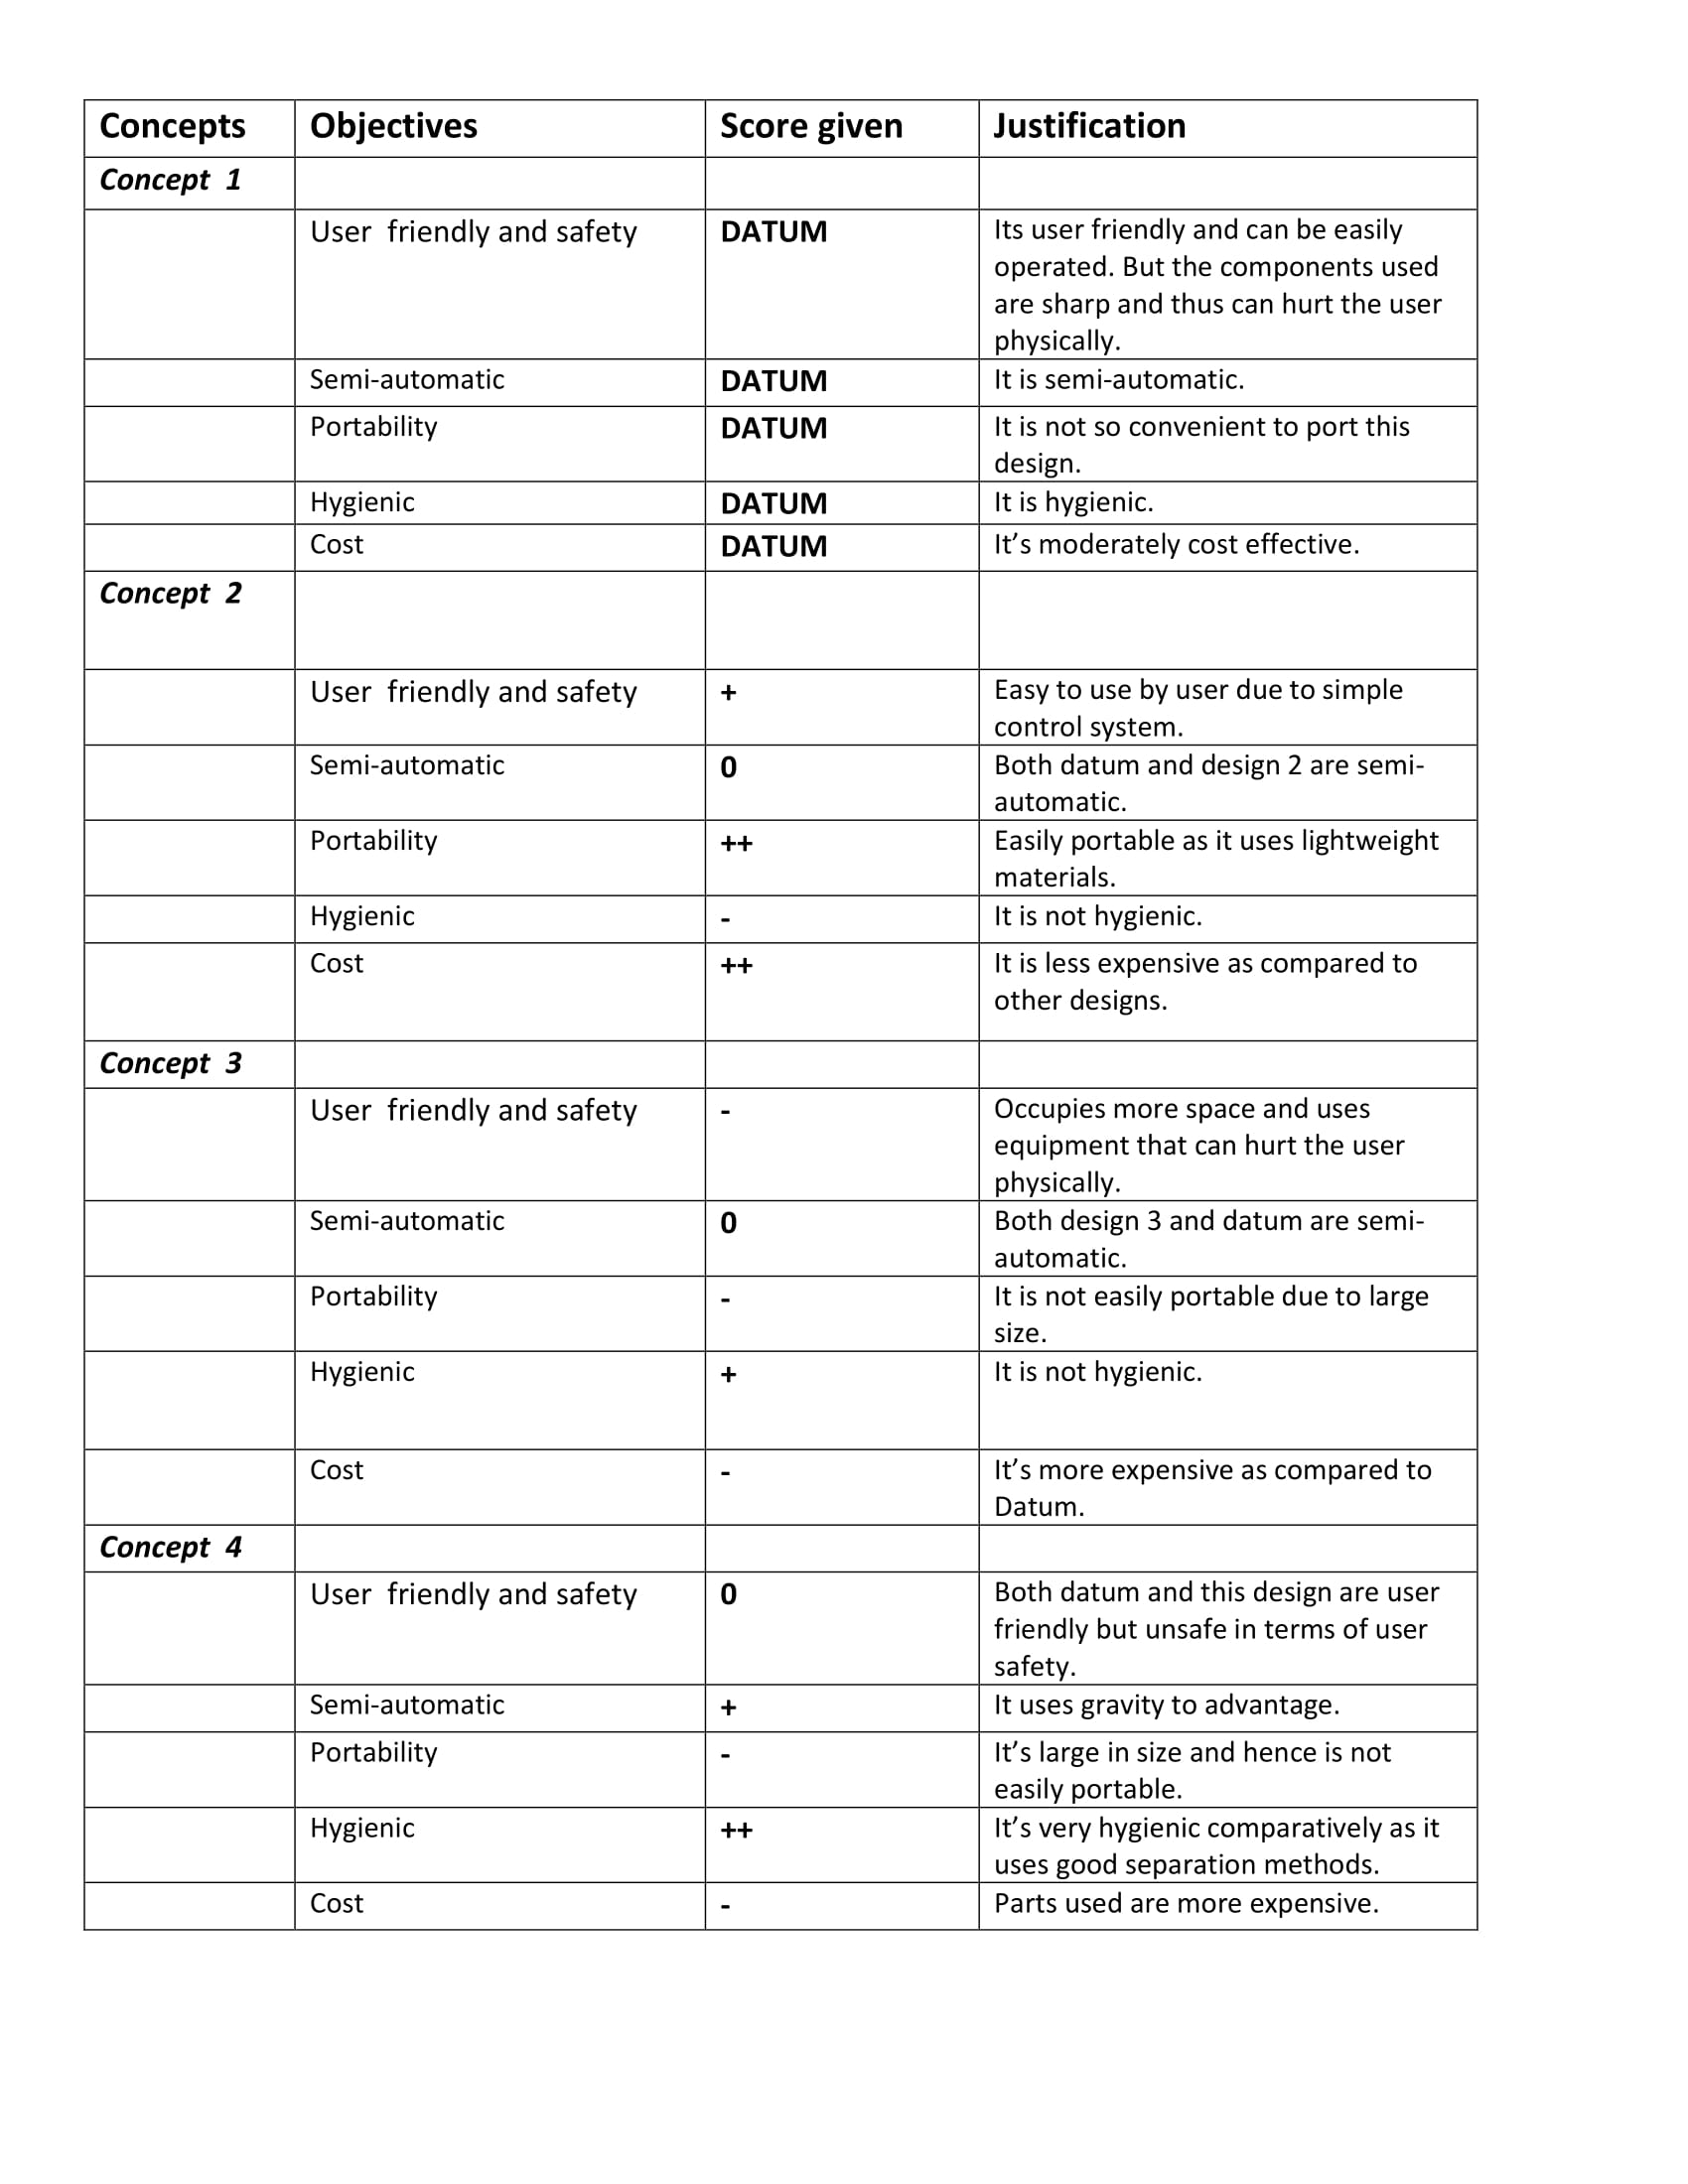 Concepts Objectives Score given Justification
Concept  1
User  friendly and safety DATUM Its user friendly and can be easily
operated. But the components used
are sharp and thus can hurt the user
physically.
Semi-automatic DATUM It is semi-automatic.
Portability DATUM It is not so convenient to port this
design.
Hygienic DATUM It is hygienic.
Cost DATUM It’s moderately cost effective.
Concept  2
User  friendly and safety + Easy to use by user due to simple
control system.
Semi-automatic 0 Both datum and design 2 are semi-
automatic.
Portability ++ Easily portable as it uses lightweight
materials.
Hygienic - It is not hygienic.
Cost ++ It is less expensive as compared to
other designs.
Concept  3
User  friendly and safety - Occupies more space and uses
equipment that can hurt the user
physically.
Semi-automatic 0 Both design 3 and datum are semi-
automatic.
Portability - It is not easily portable due to large
size.
Hygienic + It is not hygienic.
Cost - It’s more expensive as compared to
Datum.
Concept  4
User  friendly and safety 0 Both datum and this design are user
friendly but unsafe in terms of user
safety.
Semi-automatic + It uses gravity to advantage.
Portability - It’s large in size and hence is not
easily portable.
Hygienic ++ It’s very hygienic comparatively as it
uses good separation methods.
Cost - Parts used are more expensive.